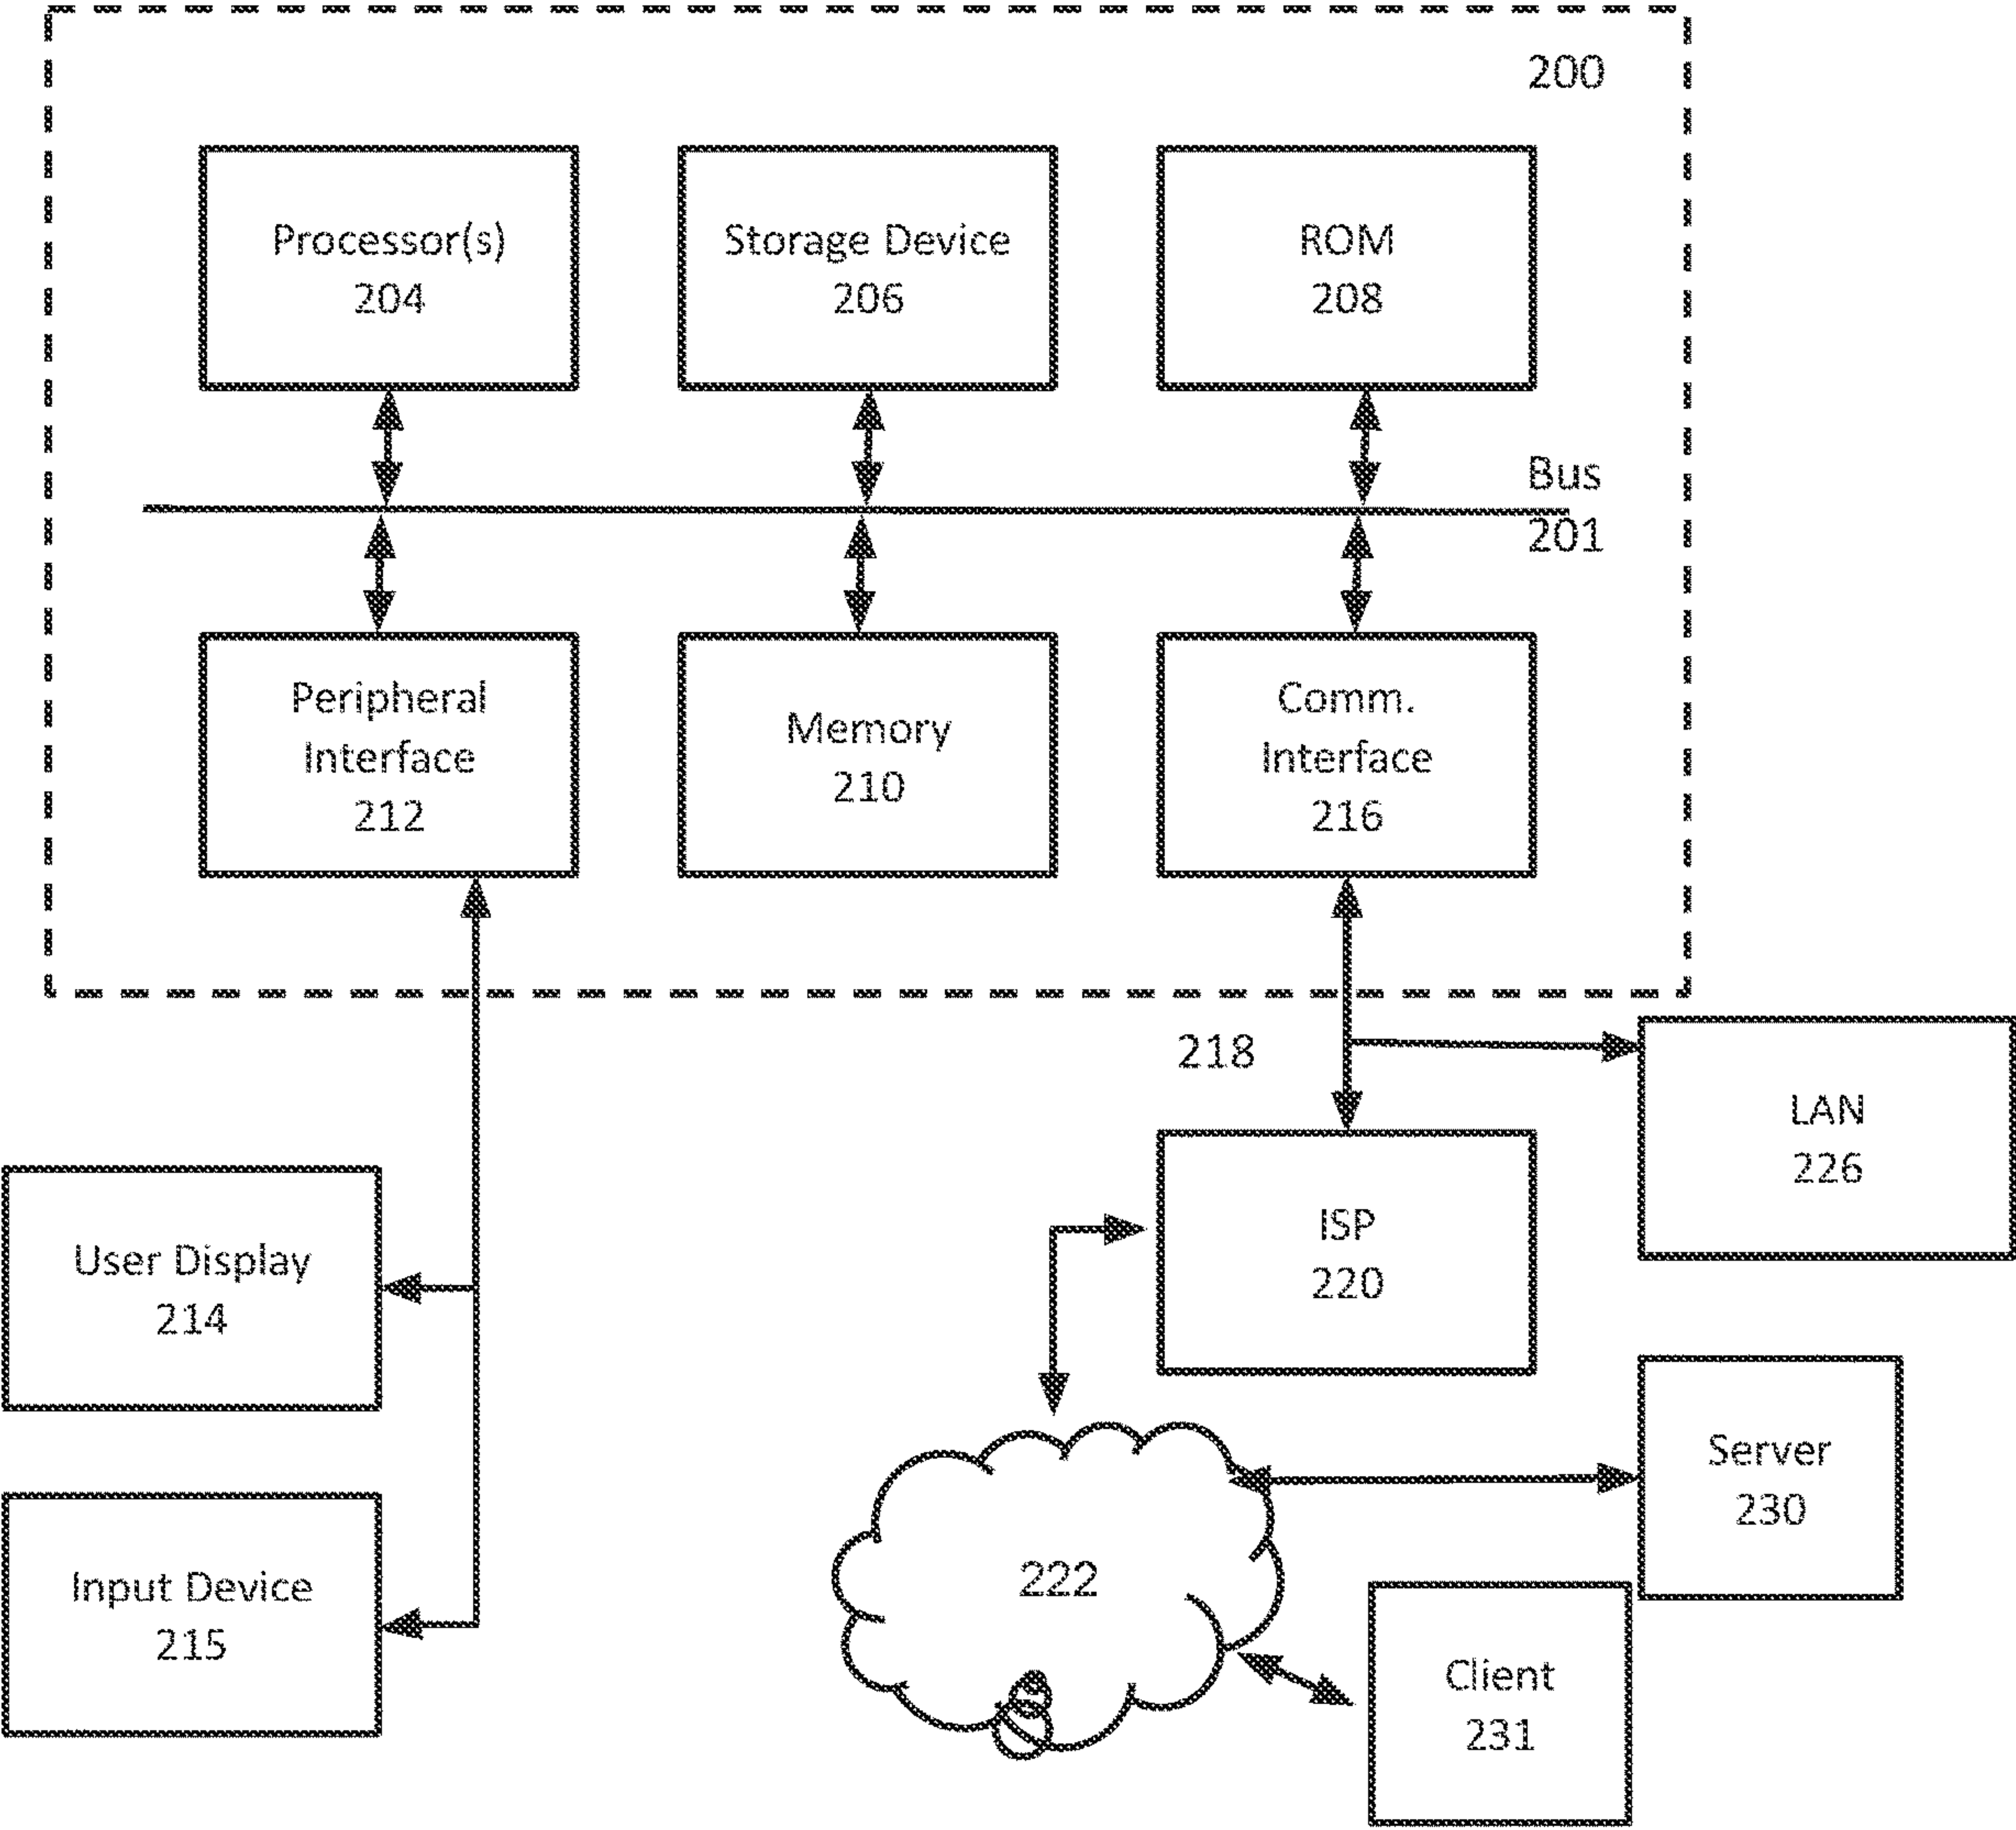 200
Processor(s)
204
Storage Device
206
ROM
208
Bus
201
Peripheral
Interface
212
Memory
210
Comm.
Interface
216
218
LAN
226
User Display
214
ISP
220
Server
230
Input Device
215
222
Client
231